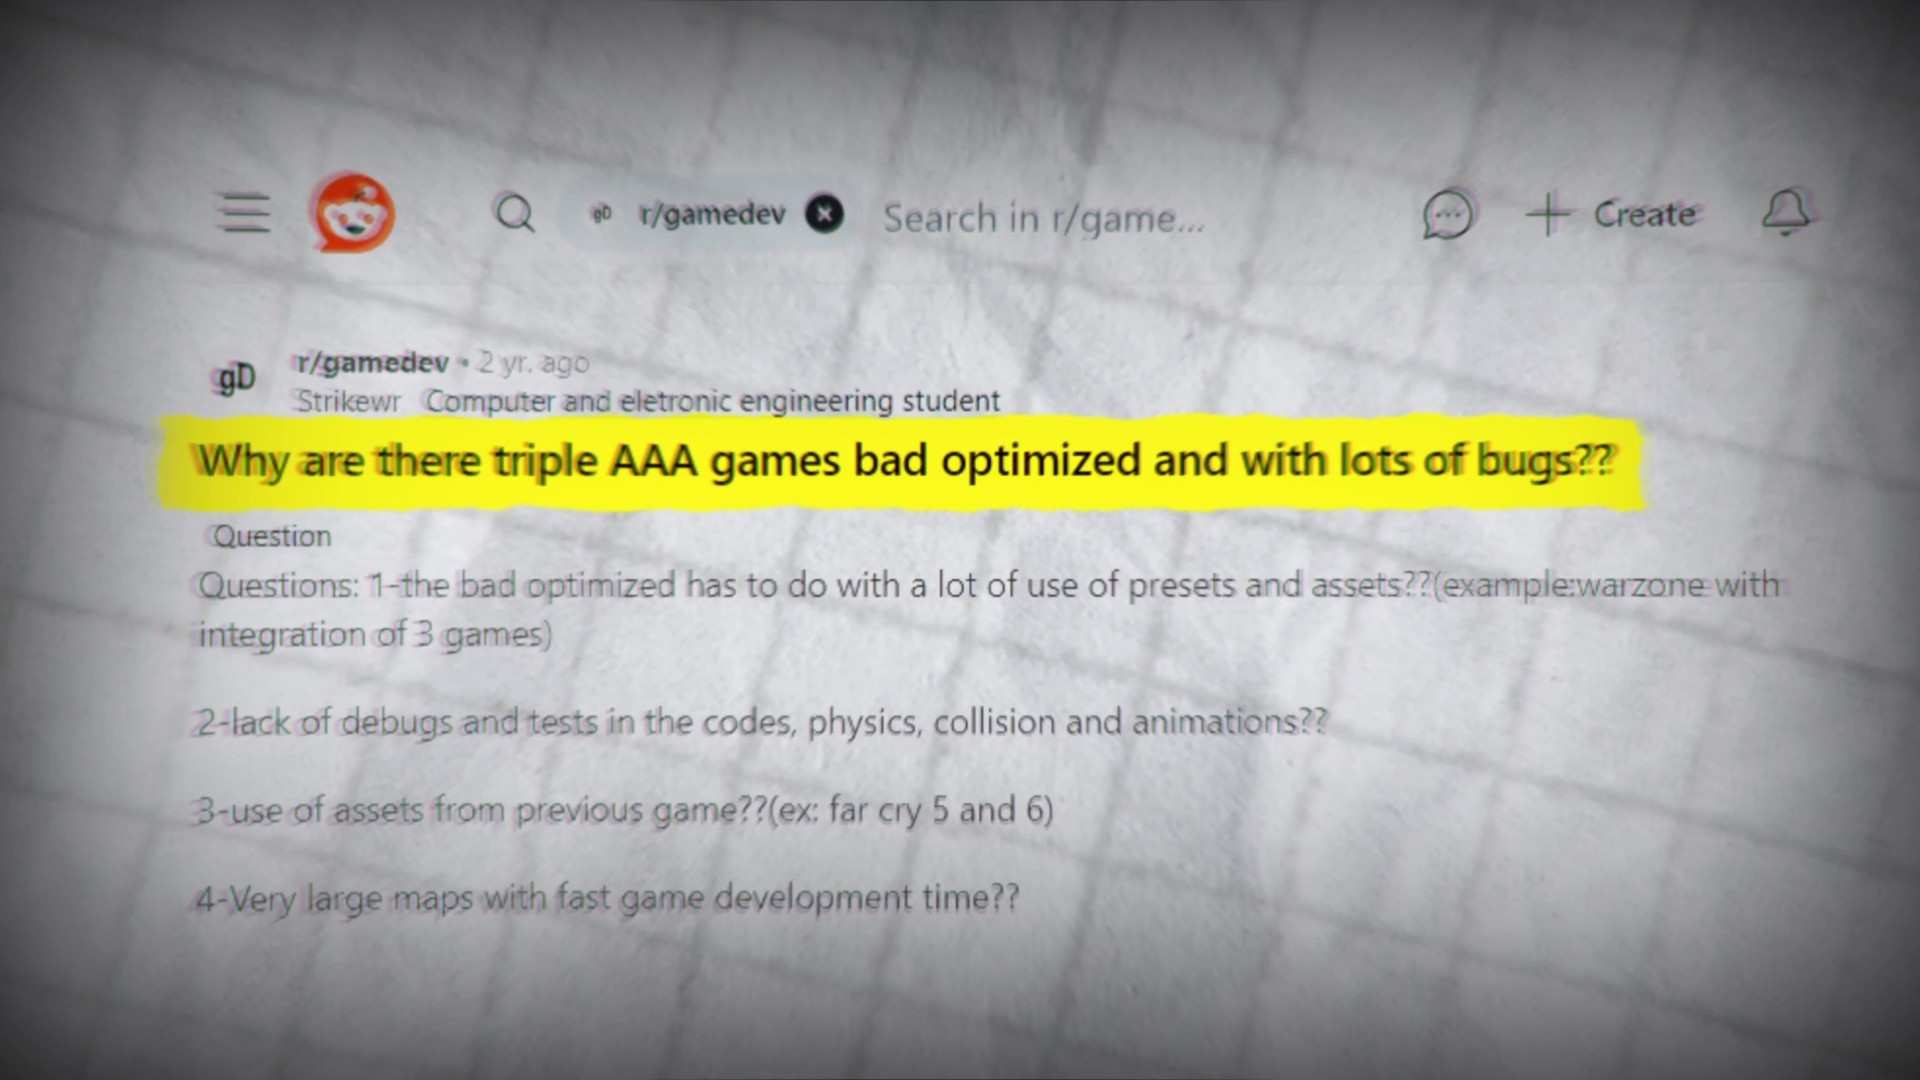 gD r/gamedev Search in r/game... Create
gD r/gamedev • 2 yr. ago
Strikewr Computer and eletronic engineering student
Why are there triple AAA games bad optimized and with lots of bugs??
Question
Questions: 1-the bad optimized has to do with a lot of use of presets and assets??(example:warzone with
integration of 3 games)
2-lack of debugs and tests in the codes, physics, collision and animations??
3-use of assets from previous game??(ex: far cry 5 and 6)
4-Very large maps with fast game development time??